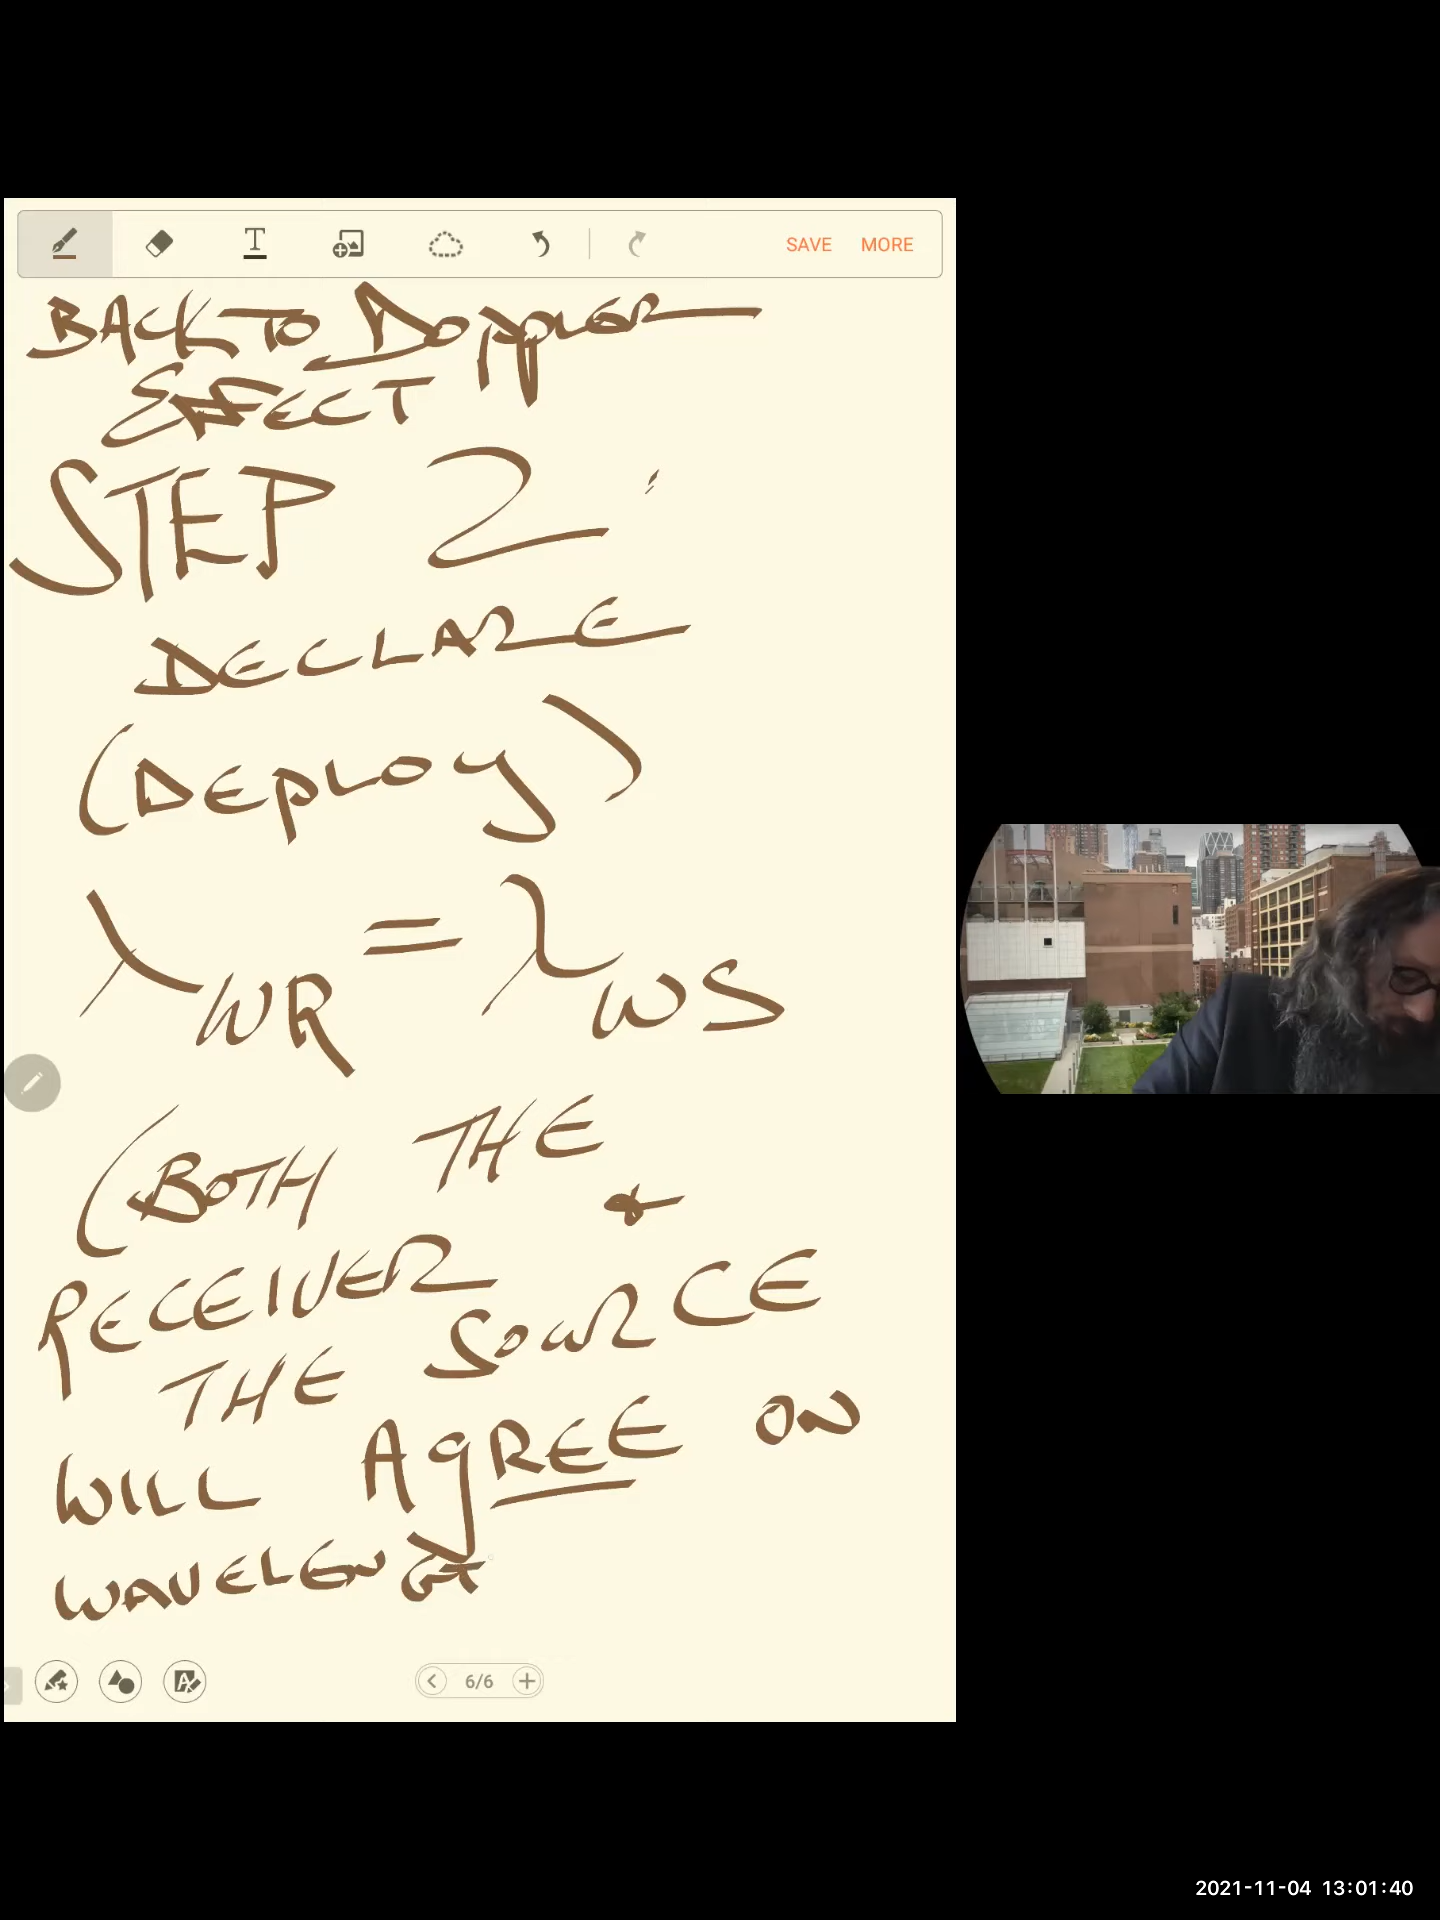 SAVE MORE
BACK TO DOPPLER
EFFECT
STEP 2:
DECLARE
(DEPLOY)
λWR = λWS
(BOTH THE
RECEIVER &
THE SOURCE
WILL AGREE ON
WAVELENGT
6/6
2021-11-04 13:01:40